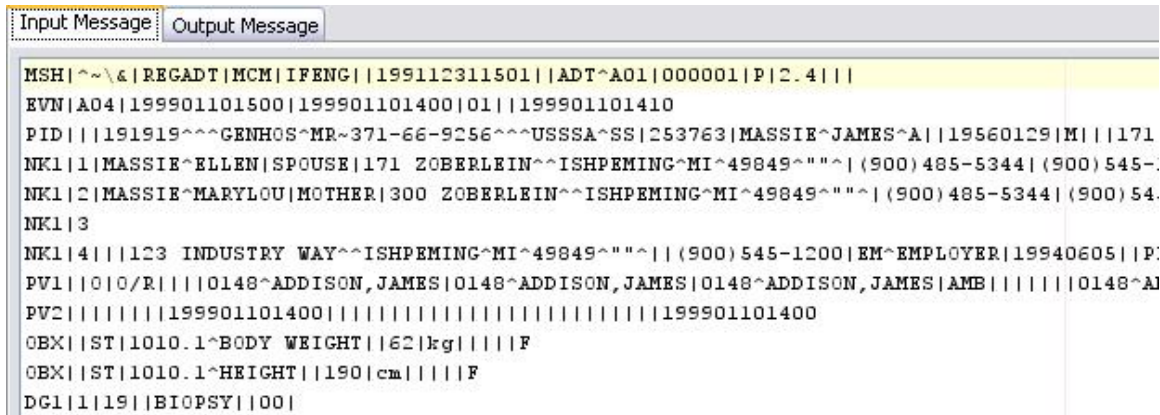 Input Message Output Message
MSH|^~\&|REGADT|MCM|IFENG||199112311501||ADT^A01|000001|P|2.4|||
EVN|A04|199901101500|199901101400|01||199901101410
PID|||191919^^^GENHOS^MR~371-66-9256^^^USSSA^SS|253763|MASSIE^JAMES^A||19560129|M|||171
NK1|1|MASSIE^ELLEN|SPOUSE|171 ZOBERLEIN^^ISHPEMING^MI^49849^""^|(900)485-5344|(900)545-1
NK1|2|MASSIE^MARYLOU|MOTHER|300 ZOBERLEIN^^ISHPEMING^MI^49849^""^|(900)485-5344|(900)54
NK1|3
NK1|4|||123 INDUSTRY WAY^^ISHPEMING^MI^49849^""^||(900)545-1200|EM^EMPLOYER|19940605||P
PV1||O|O/R||||0148^ADDISON,JAMES|0148^ADDISON,JAMES|0148^ADDISON,JAMES|AMB|||||||0148^A
PV2||||||||199901101400||||||||||||||||||||||||||199901101400
OBX||ST|1010.1^BODY WEIGHT||62|kg|||||F
OBX||ST|1010.1^HEIGHT||190|cm|||||F
DG1|1|19||BIOPSY||00|